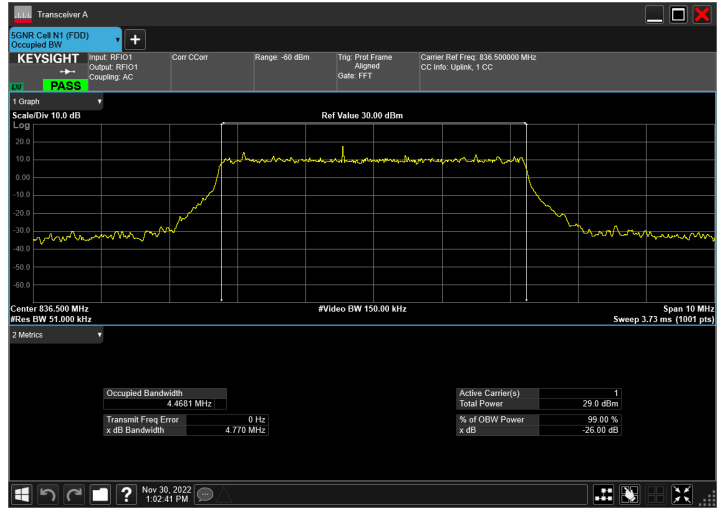 Transceiver A
5GNR Cell N1 (FDD)
Occupied BW
KEYSIGHT
PASS
Input: RFIO1
Output: RFIO1
Coupling: AC
Corr CCorr
Range: -60 dBm
Trig: Prot Frame
Aligned
Gate: FFT
Carrier Ref Freq: 836.500000 MHz
CC Info: Uplink, 1 CC
1 Graph
Scale/Div 10.0 dB
Ref Value 30.00 dBm
Log
20.0
10.0
0.00
-10.0
-20.0
-30.0
-40.0
-50.0
-60.0
Center 836.500 MHz
#Video BW 150.00 kHz
Span 10 MHz
#Res BW 51.000 kHz
Sweep 3.73 ms (1001 pts)
2 Metrics
Occupied Bandwidth
4.4681 MHz
Transmit Freq Error 0 Hz
x dB Bandwidth 4.770 MHz
Active Carrier(s) 1
Total Power 29.0 dBm
% of OBW Power 99.00 %
x dB -26.00 dB
Nov 30, 2022
1:02:41 PM